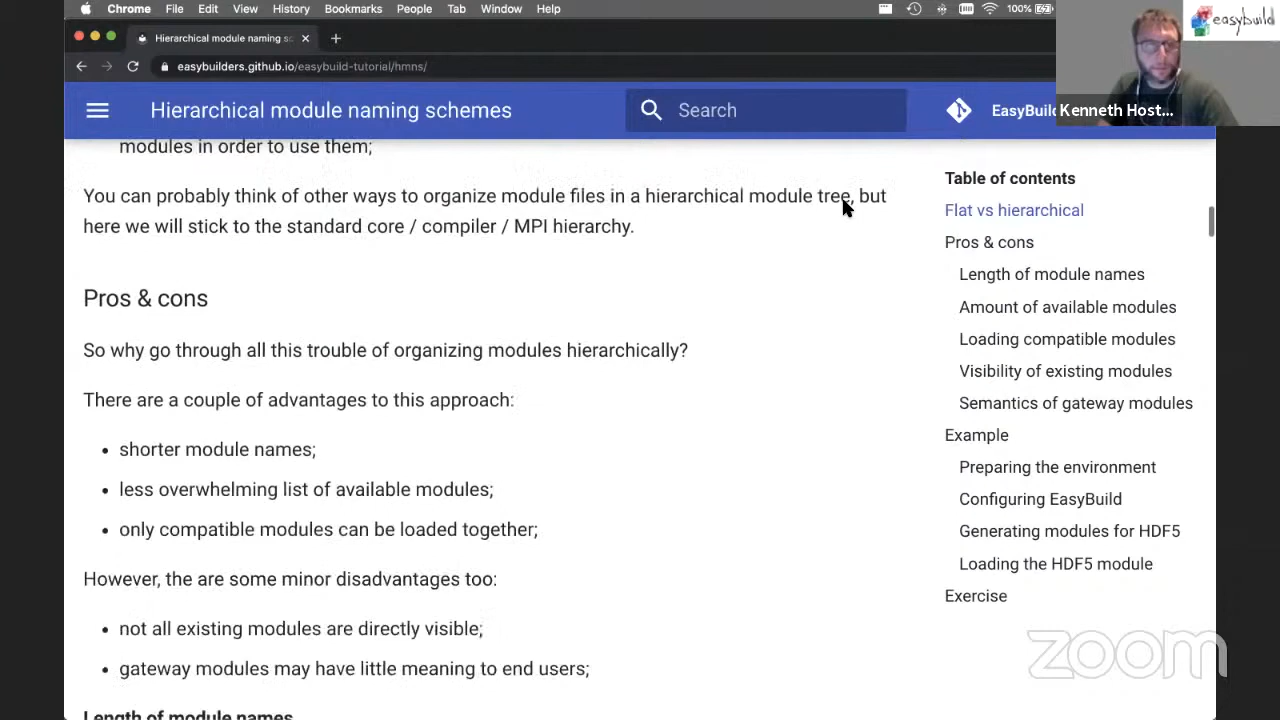 Chrome File Edit View History Bookmarks People Tab Window Help 100%
Hierarchical module naming sc
easybuilders.github.io/easybuild-tutorial/hmns/
easybuild
Hierarchical module naming schemes
Search
EasyBuil
Kenneth Host...
modules in order to use them;
You can probably think of other ways to organize module files in a hierarchical module tree, but
here we will stick to the standard core / compiler / MPI hierarchy.
Pros & cons
So why go through all this trouble of organizing modules hierarchically?
There are a couple of advantages to this approach:
• shorter module names;
• less overwhelming list of available modules;
• only compatible modules can be loaded together;
However, the are some minor disadvantages too:
• not all existing modules are directly visible;
• gateway modules may have little meaning to end users;
Length of module names
Table of contents
Flat vs hierarchical
Pros & cons
Length of module names
Amount of available modules
Loading compatible modules
Visibility of existing modules
Semantics of gateway modules
Example
Preparing the environment
Configuring EasyBuild
Generating modules for HDF5
Loading the HDF5 module
Exercise
zoom